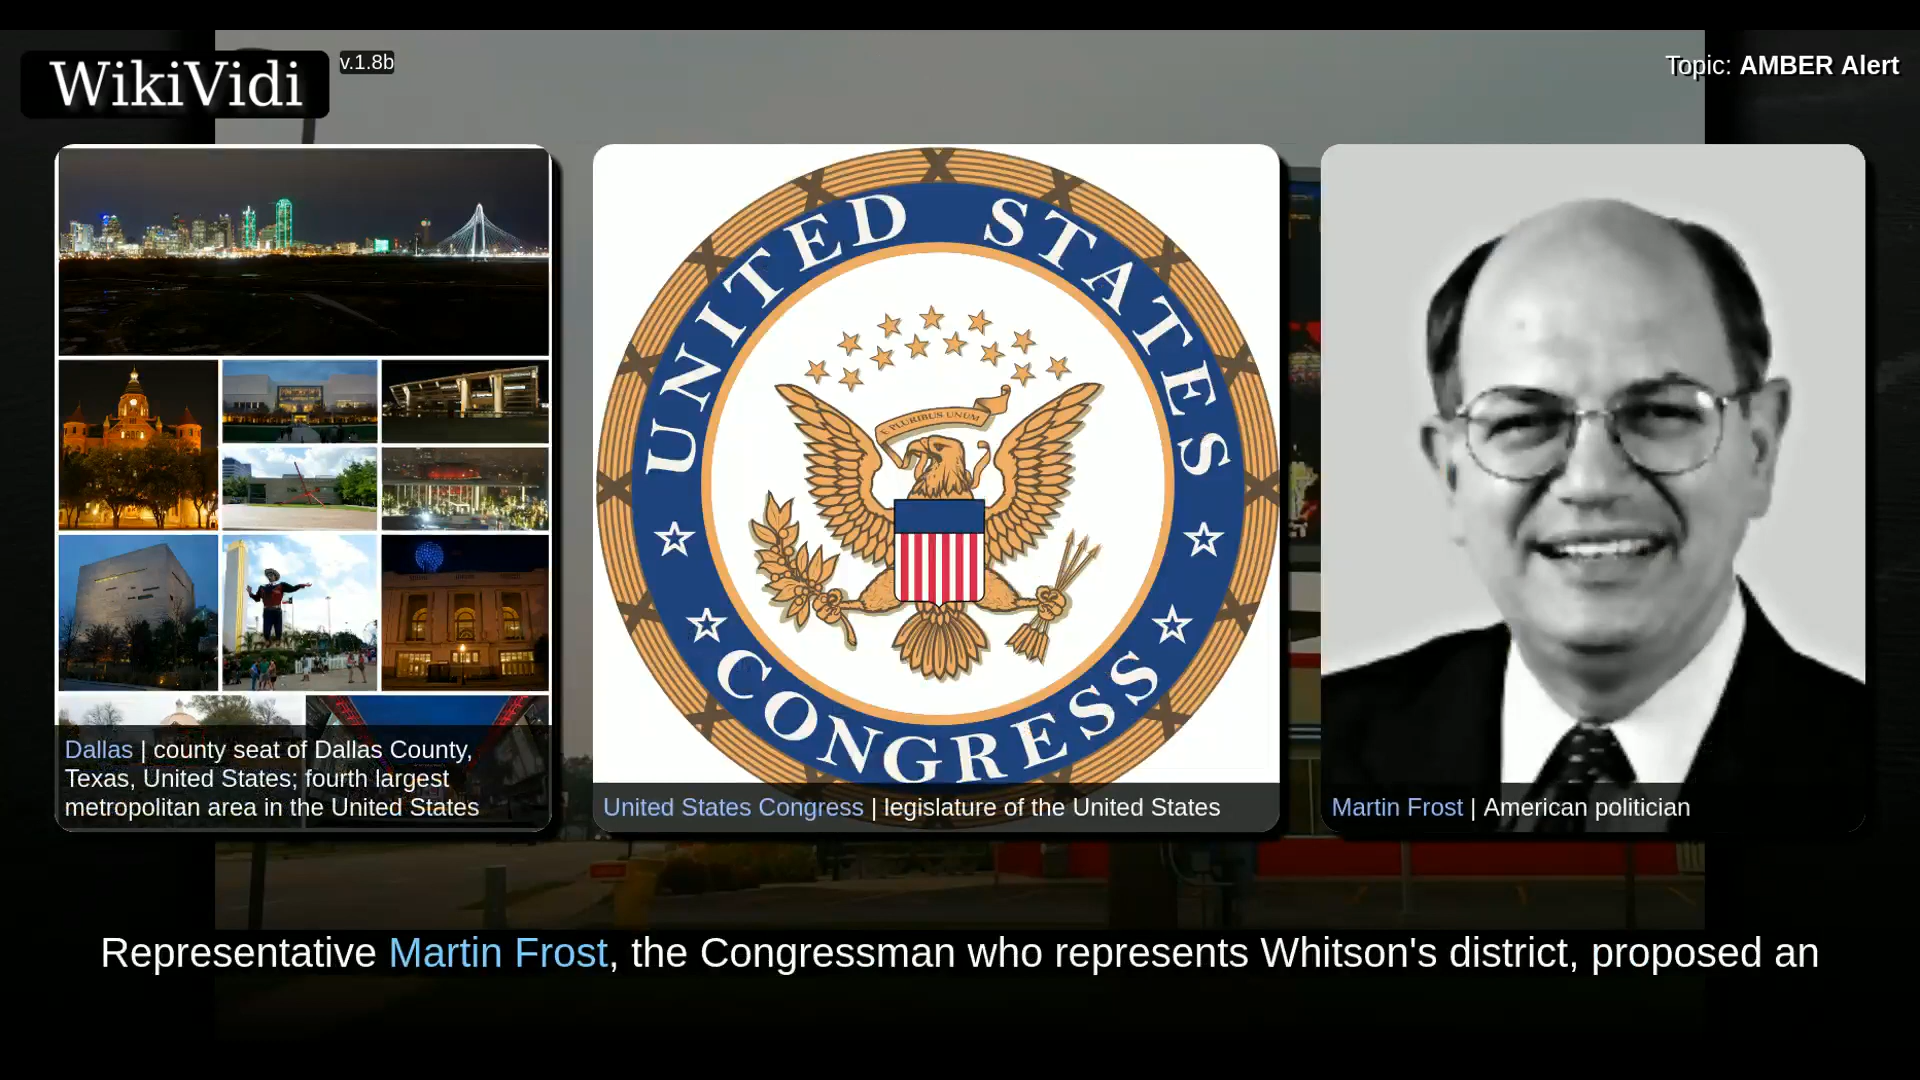 WikiVidi
v.1.8b
Topic: AMBER Alert
UNITED STATES
E PLURIBUS UNUM
CONGRESS
Dallas | county seat of Dallas County,
Texas, United States; fourth largest
metropolitan area in the United States
United States Congress | legislature of the United States
Martin Frost | American politician
Representative Martin Frost, the Congressman who represents Whitson's district, proposed an